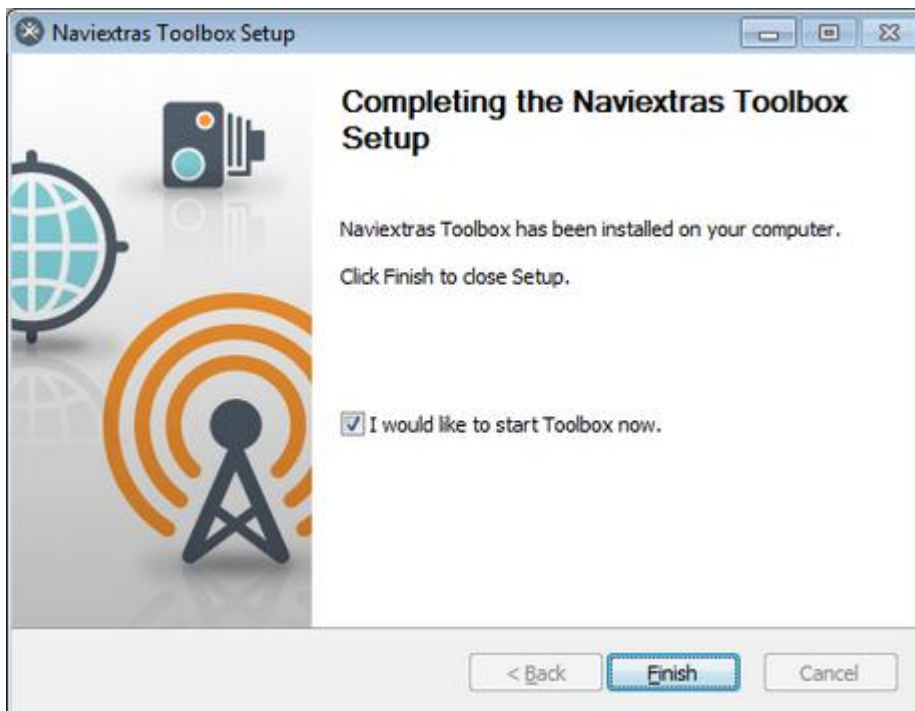 Naviextras Toolbox Setup
Completing the Naviextras Toolbox
Setup
Naviextras Toolbox has been installed on your computer.
Click Finish to close Setup.
I would like to start Toolbox now.
< Back
Finish
Cancel